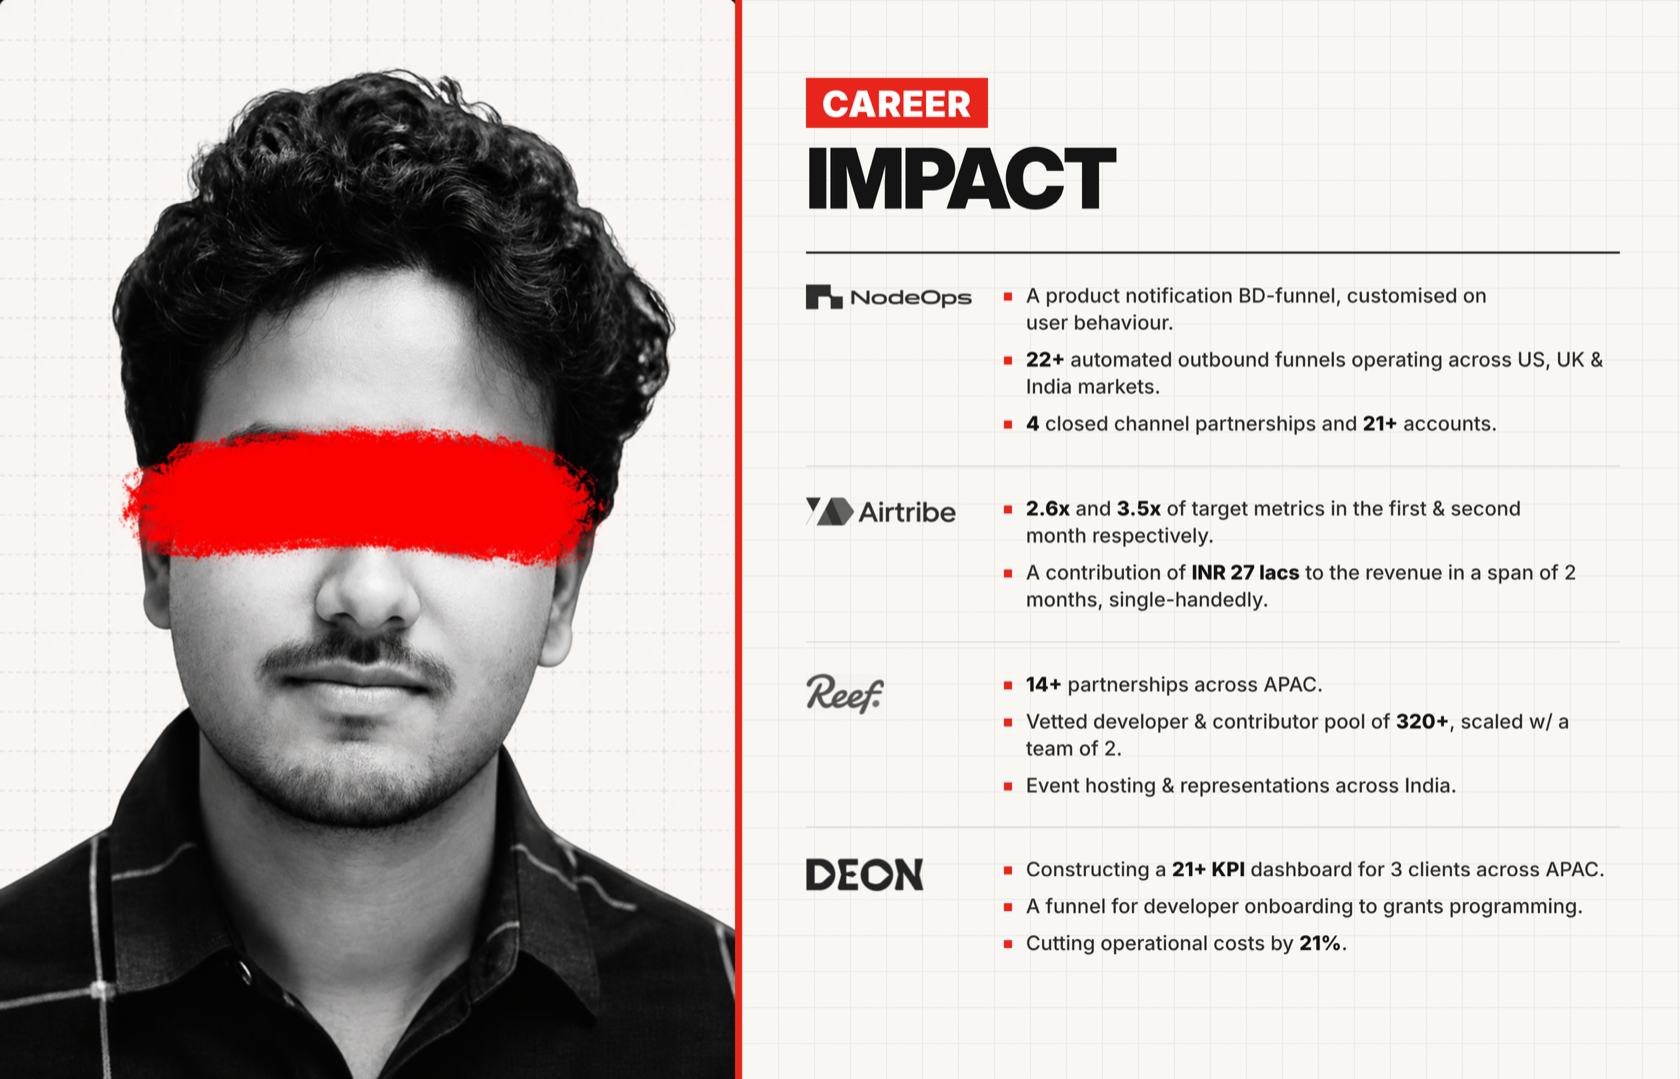 CAREER
IMPACT
NodeOps
A product notification BD-funnel, customised on
user behaviour.
22+ automated outbound funnels operating across US, UK &
India markets.
4 closed channel partnerships and 21+ accounts.
Airtribe
2.6x and 3.5x of target metrics in the first & second
month respectively.
A contribution of INR 27 lacs to the revenue in a span of 2
months, single-handedly.
Reef.
14+ partnerships across APAC.
Vetted developer & contributor pool of 320+, scaled w/ a
team of 2.
Event hosting & representations across India.
DEON
Constructing a 21+ KPI dashboard for 3 clients across APAC.
A funnel for developer onboarding to grants programming.
Cutting operational costs by 21%.